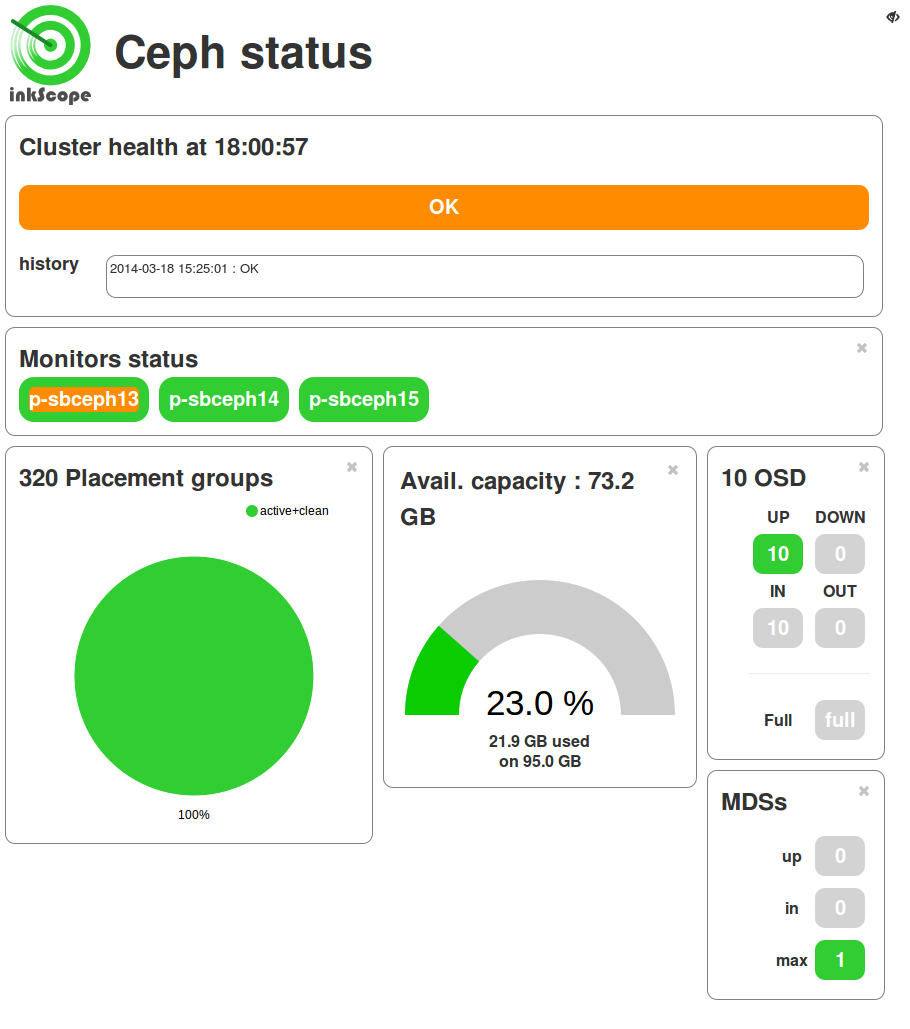 inkScope
Ceph status
Cluster health at 18:00:57
OK
history
2014-03-18 15:25:01 : OK
Monitors status
p-sbceph13 p-sbceph14 p-sbceph15
320 Placement groups
active+clean
100%
Avail. capacity : 73.2
GB
23.0 %
21.9 GB used
on 95.0 GB
10 OSD
UP DOWN
10 0
IN OUT
10 0
Full full
MDSs
up 0
in 0
max 1